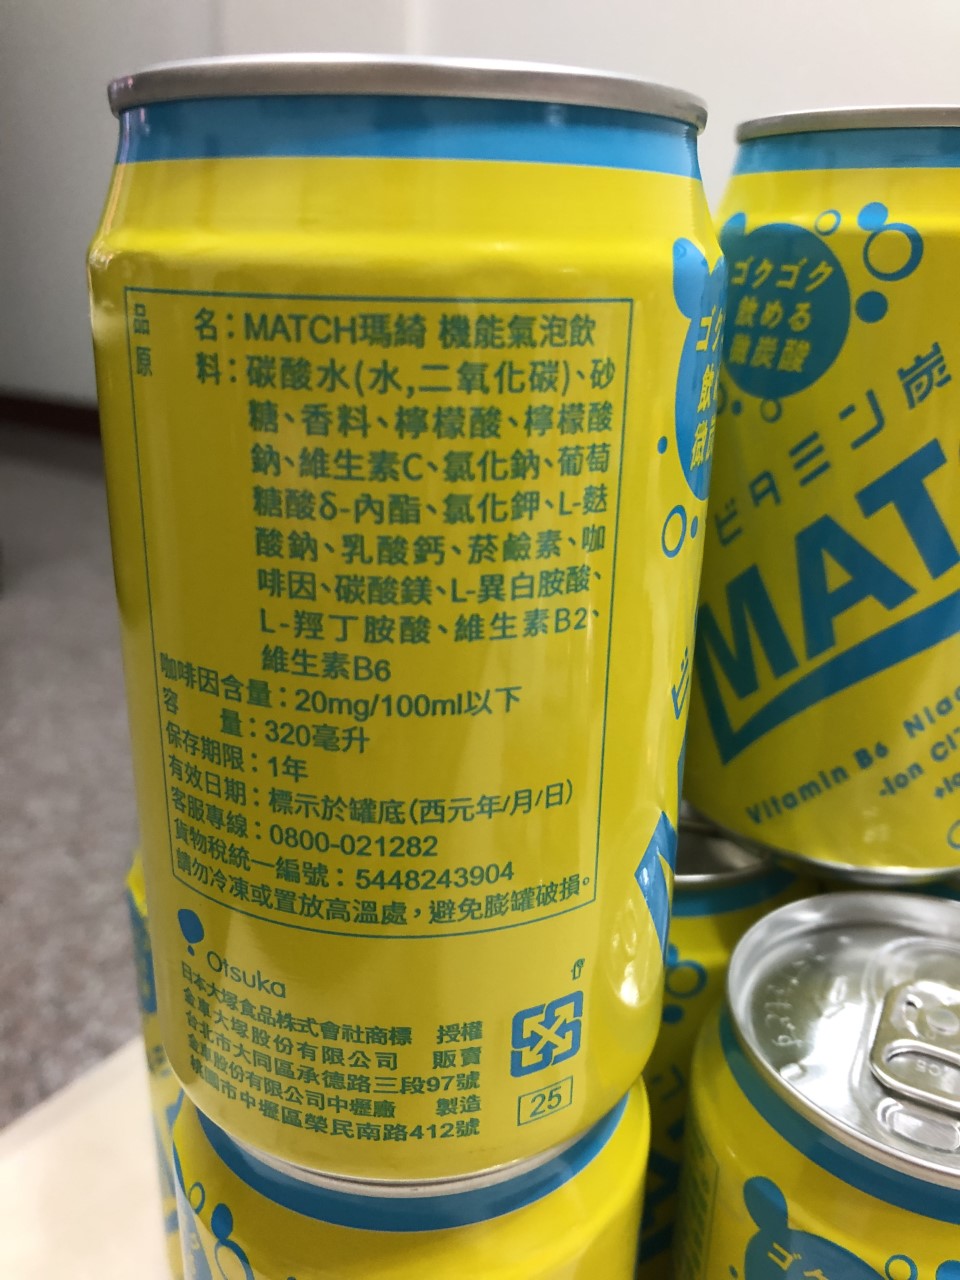 品　　名：MATCH瑪綺 機能氣泡飲
原　　料：碳酸水(水,二氧化碳)、砂
糖、香料、檸檬酸、檸檬酸
鈉、維生素C、氯化鈉、葡萄
糖酸δ-內酯、氯化鉀、L-麩
酸鈉、乳酸鈣、菸鹼素、咖
啡因、碳酸鎂、L-異白胺酸、
L-羥丁胺酸、維生素B2、
維生素B6
咖啡因含量：20mg/100ml以下
容　　量：320毫升
保存期限：1年
有效日期：標示於罐底(西元年/月/日)
客服專線：0800-021282
貨物稅統一編號：5448243904
請勿冷凍或置放高溫處，避免膨罐破損。
Otsuka
日本大塚食品株式會社商標　授權
金車大塚股份有限公司　販賣
台北市大同區承德路三段97號
金車股份有限公司中壢廠　製造
桃園市中壢區榮民南路412號
25
ゴクゴク
飲める
微炭酸
ビタミン炭
MAT
Vitamin B6 Nia
-Ion CIT